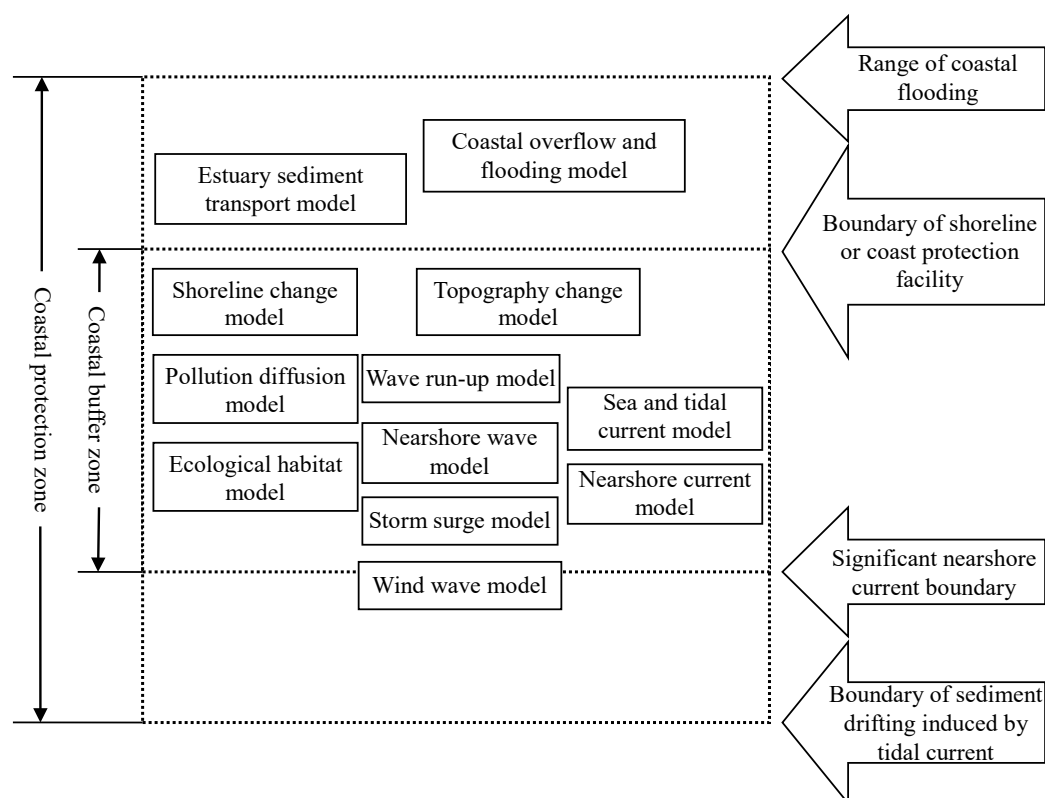 Range of coastal
flooding
Coastal overflow and
flooding model
Estuary sediment
transport model
Boundary of shoreline
or coast protection
facility
Shoreline change
model
Topography change
model
Pollution diffusion
model
Wave run-up model
Sea and tidal
current model
Nearshore wave
model
Ecological habitat
model
Nearshore current
model
Storm surge model
Wind wave model
Significant nearshore
current boundary
Boundary of sediment
drifting induced by
tidal current
Coastal protection zone
Coastal buffer zone